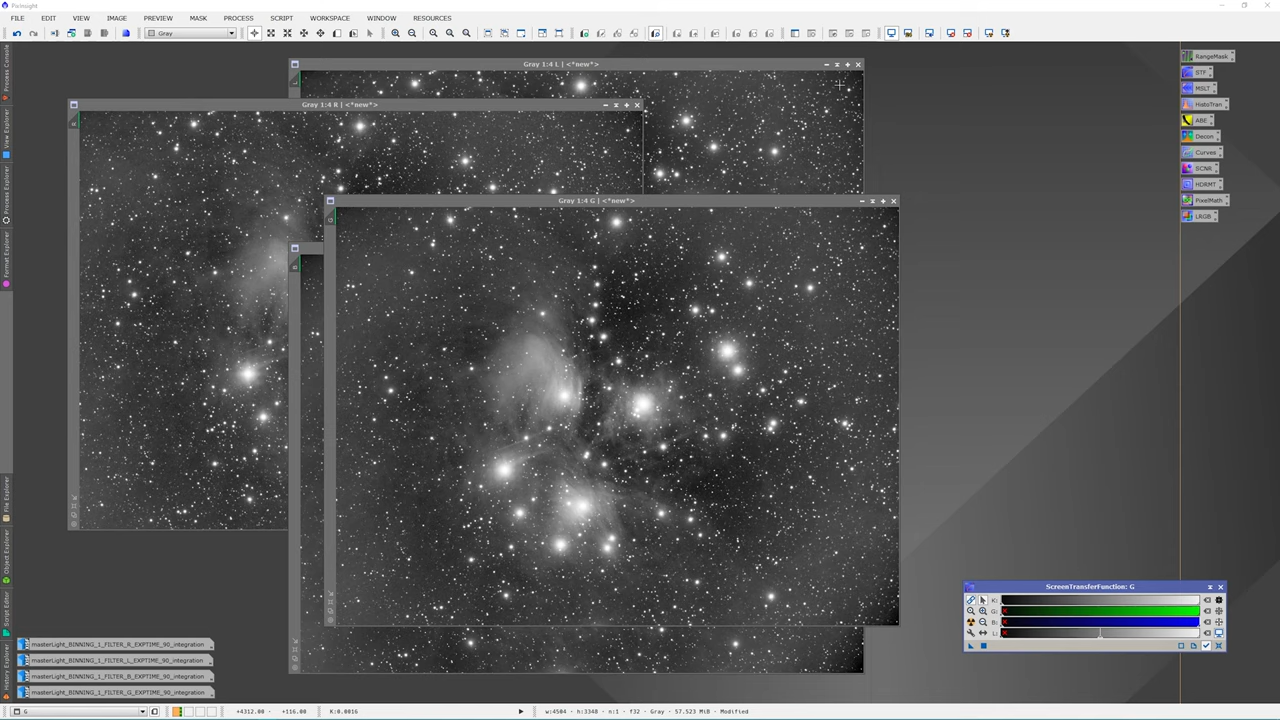 PixInsight
FILE EDIT VIEW IMAGE PREVIEW MASK PROCESS SCRIPT WORKSPACE WINDOW RESOURCES
Gray
Process Console
View Explorer
Process Explorer
Format Explorer
File Explorer
Object Explorer
Script Editor
History Explorer
Gray 1:4 L | <*new*>
L
Gray 1:4 R | <*new*>
R
Gray 1:4 G | <*new*>
G
B
RangeMask
STF
MSLT
HistoTran
ABE
Decon
Curves
SCNR
HDRMT
PixelMath
LRGB
ScreenTransferFunction: G
K:
G:
B:
L:
masterLight_BINNING_1_FILTER_R_EXPTIME_90_integration
masterLight_BINNING_1_FILTER_L_EXPTIME_90_integration
masterLight_BINNING_1_FILTER_B_EXPTIME_90_integration
masterLight_BINNING_1_FILTER_G_EXPTIME_90_integration
G
+4312.00 · +116.00 K:0.0016
w:4504 · h:3348 · n:1 · f32 · Gray · 57.523 MiB · Modified